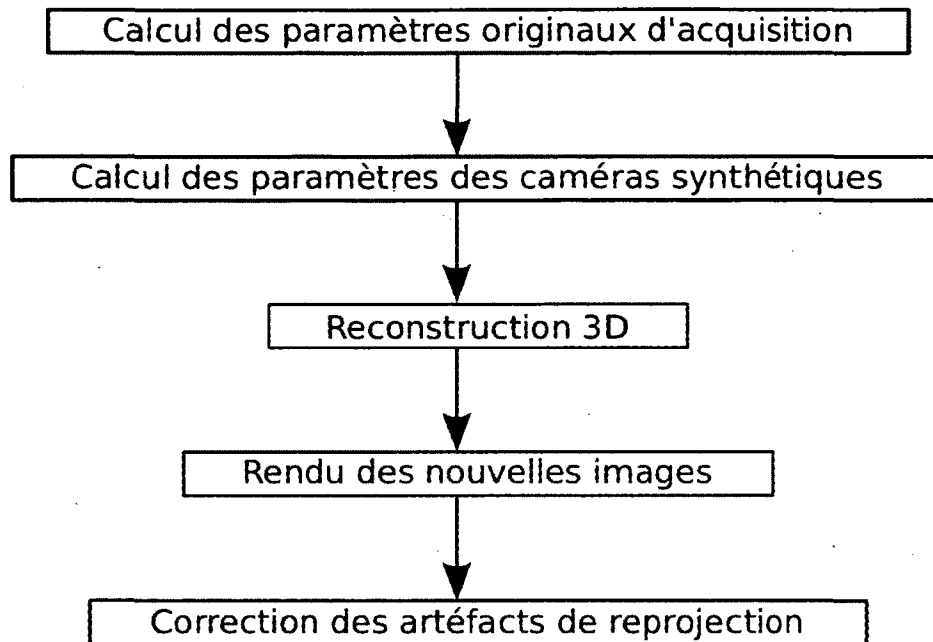 Calcul des paramètres originaux d'acquisition
Calcul des paramètres des caméras synthétiques
Reconstruction 3D
Rendu des nouvelles images
Correction des artéfacts de reprojection